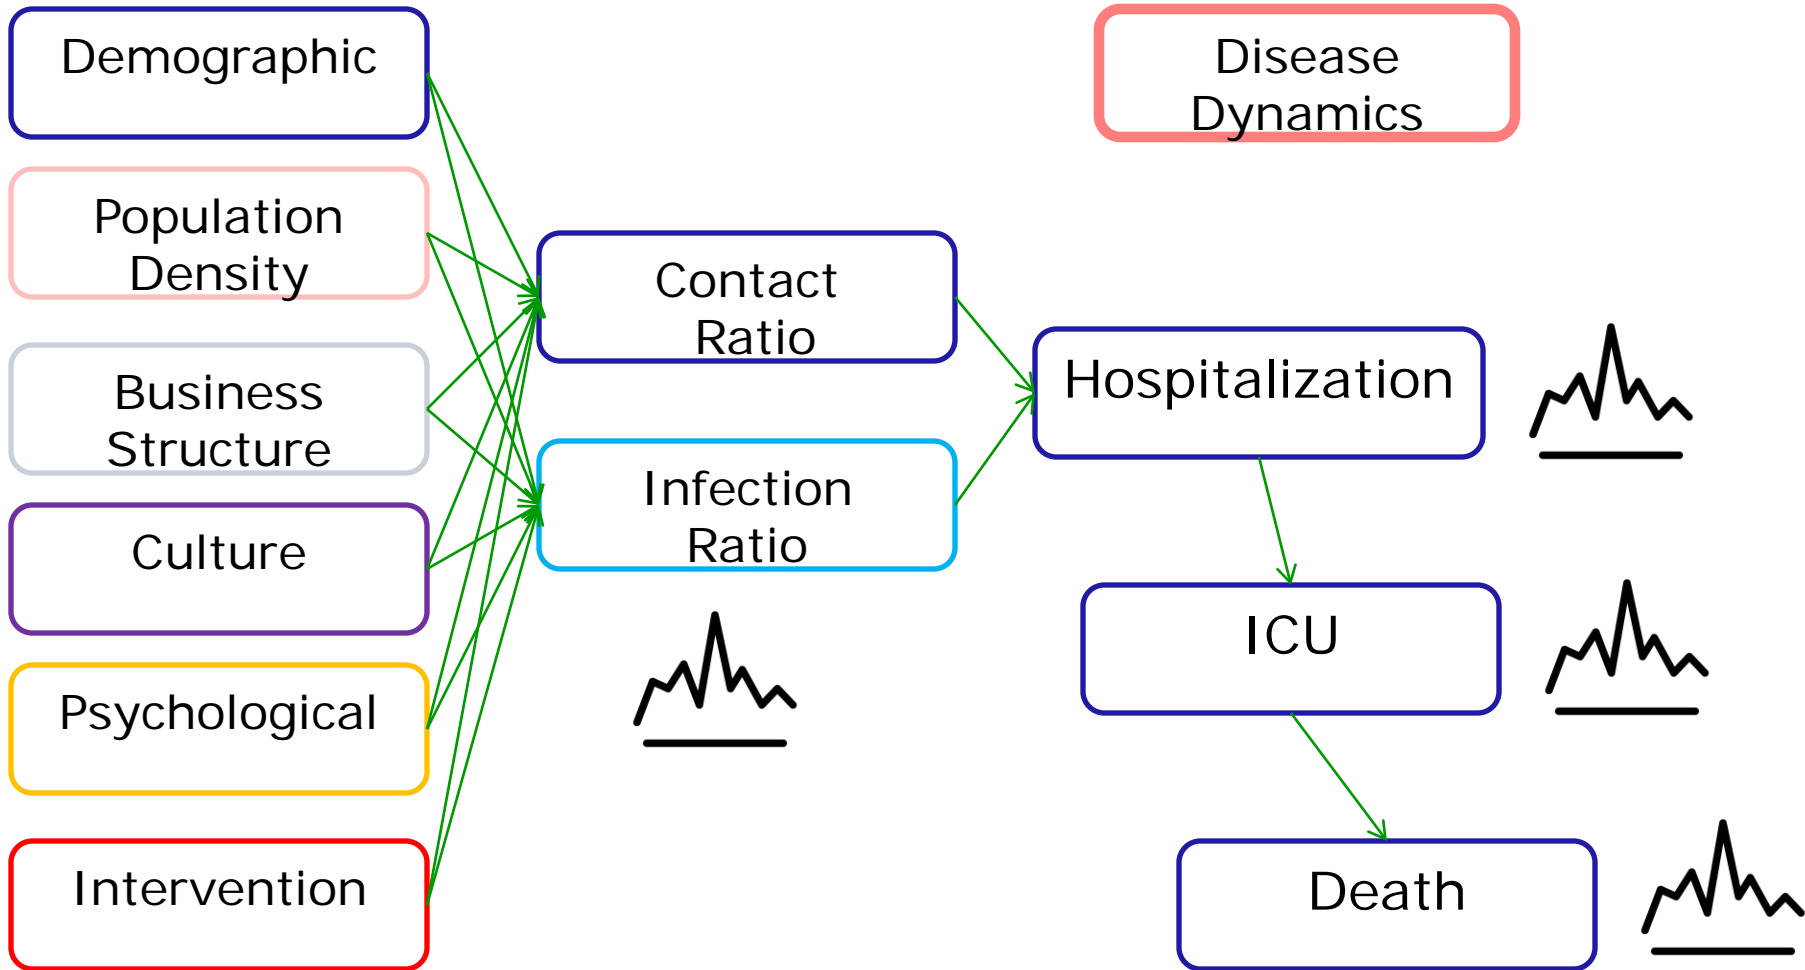 Demographic
Population
Density
Business
Structure
Culture
Psychological
Intervention
Contact
Ratio
Infection
Ratio
Disease
Dynamics
Hospitalization
ICU
Death